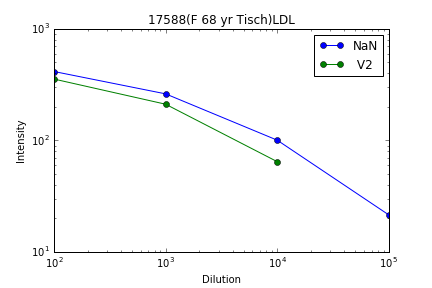 17588(F 68 yr Tisch)LDL
NaN
V2
Intensity
10³
10²
10¹
10² 10³ 10⁴ 10⁵
Dilution